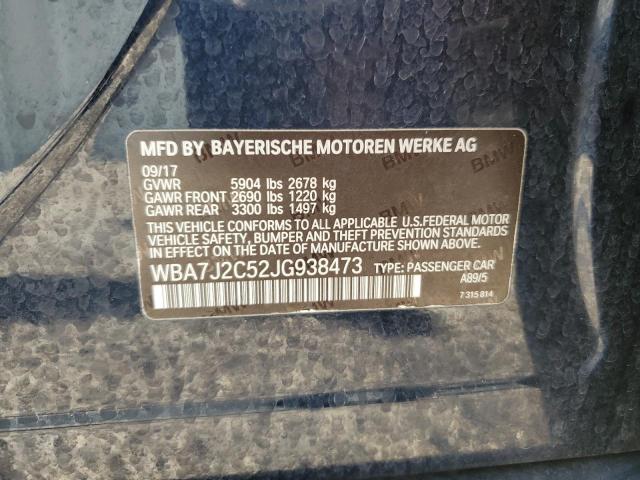 MFD BY BAYERISCHE MOTOREN WERKE AG
09/17
GVWR 5904 lbs 2678 kg
GAWR FRONT 2690 lbs 1220 kg
GAWR REAR 3300 lbs 1497 kg
THIS VEHICLE CONFORMS TO ALL APPLICABLE U.S.FEDERAL MOTOR
VEHICLE SAFETY, BUMPER AND THEFT PREVENTION STANDARDS
IN EFFECT ON THE DATE OF MANUFACTURE SHOWN ABOVE.
WBA7J2C52JG938473 TYPE: PASSENGER CAR
A89/5
7 315 814